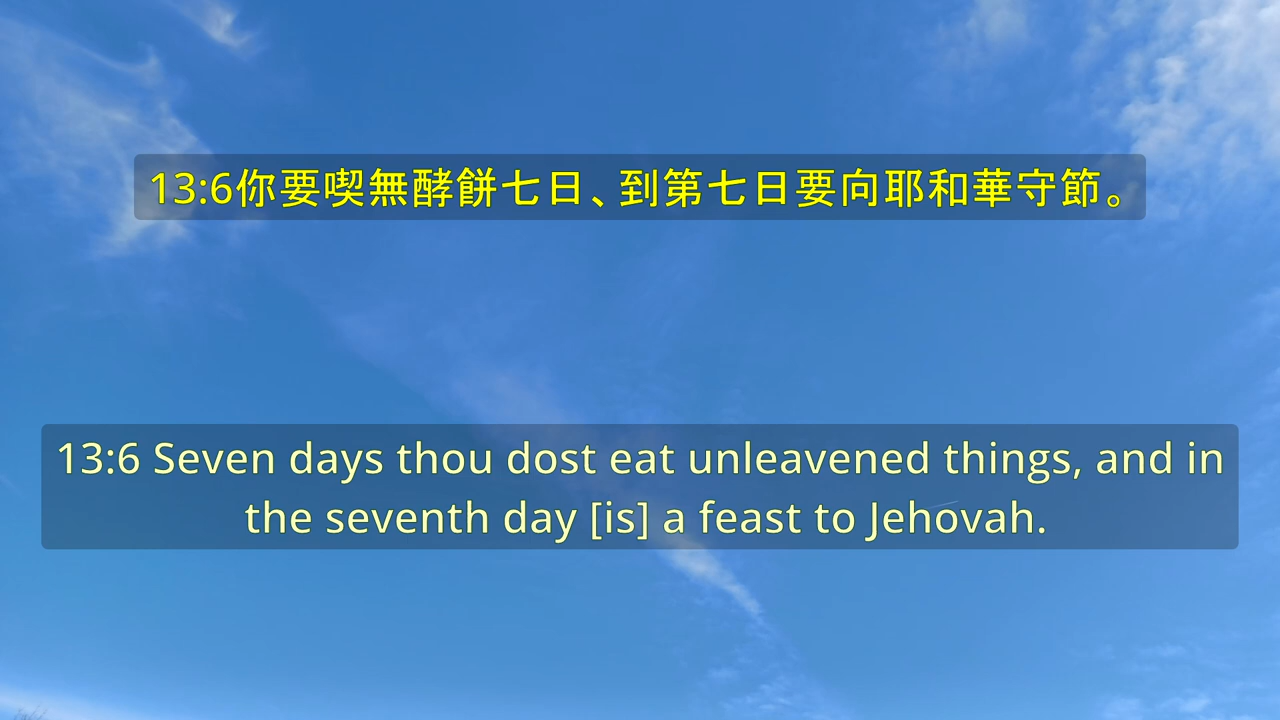 13:6你要喫無酵餅七日、到第七日要向耶和華守節。
13:6 Seven days thou dost eat unleavened things, and in
the seventh day [is] a feast to Jehovah.